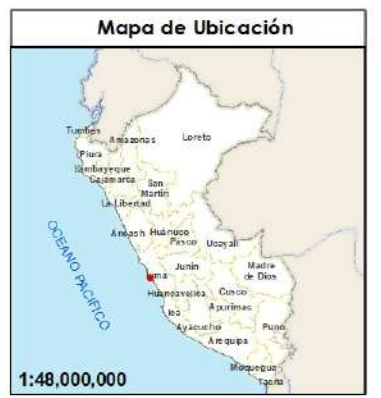 Mapa de Ubicación
Tumbes
Amazonas
Loreto
Piura
Lambayeque
Cajamarca
San
Martín
La Libertad
Ancash
Huánuco
Pasco
Ucayali
Junín
Madre
de Dios
Lima
Huancavelica
Cusco
Ica
Apurimac
Ayacucho
Puno
Arequipa
Moquegua
Tacna
OCEANO PACIFICO
1:48,000,000